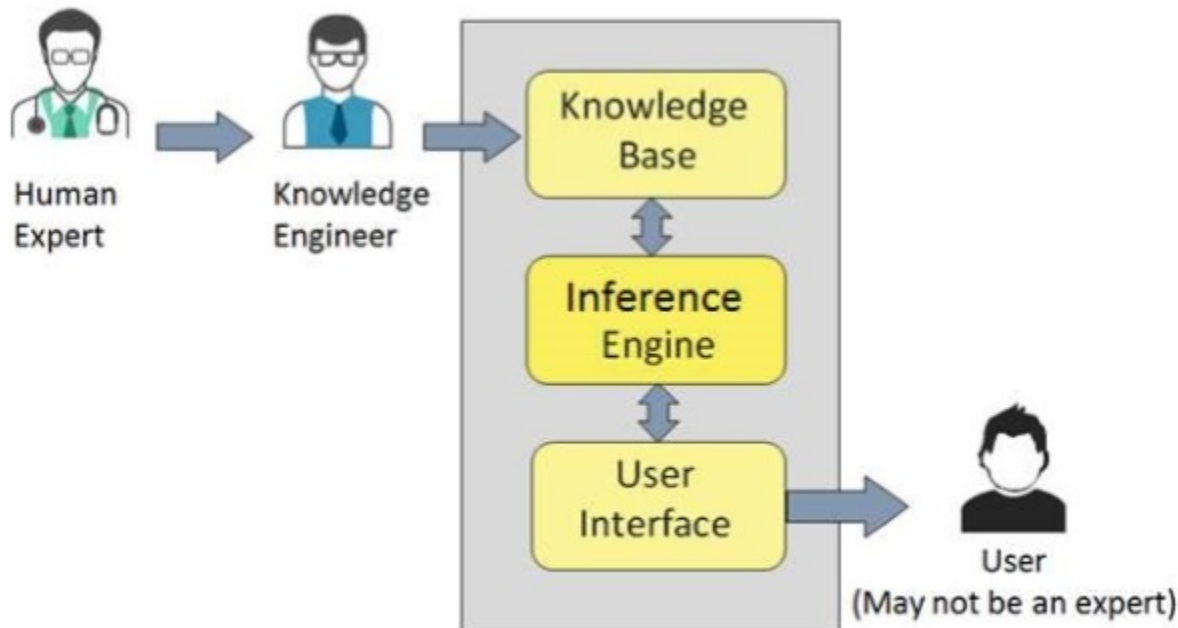 Human
Expert
Knowledge
Engineer
Knowledge
Base
Inference
Engine
User
Interface
User
(May not be an expert)